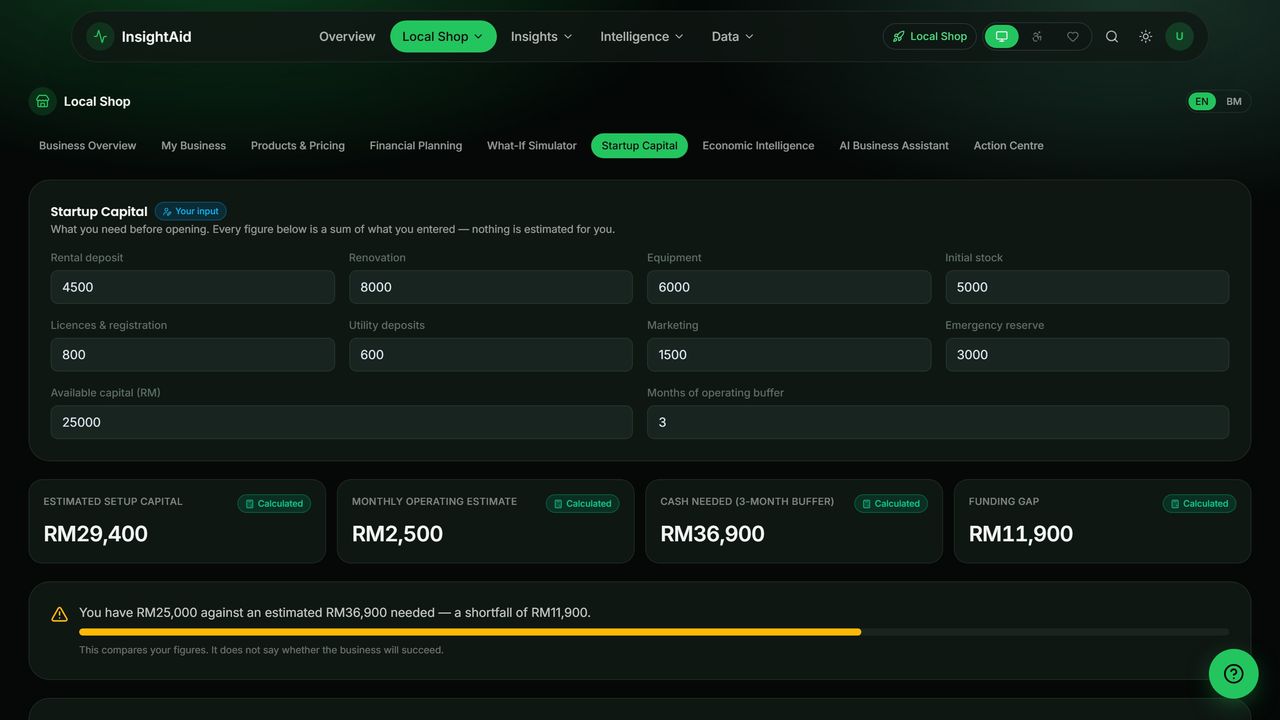 InsightAid
Overview
Local Shop
Insights
Intelligence
Data
Local Shop
U
Local Shop
EN
BM
Business Overview
My Business
Products & Pricing
Financial Planning
What-If Simulator
Startup Capital
Economic Intelligence
AI Business Assistant
Action Centre
Startup Capital
Your input
What you need before opening. Every figure below is a sum of what you entered — nothing is estimated for you.
Rental deposit
Renovation
Equipment
Initial stock
4500
8000
6000
5000
Licences & registration
Utility deposits
Marketing
Emergency reserve
800
600
1500
3000
Available capital (RM)
Months of operating buffer
25000
3
ESTIMATED SETUP CAPITAL
Calculated
RM29,400
MONTHLY OPERATING ESTIMATE
Calculated
RM2,500
CASH NEEDED (3-MONTH BUFFER)
Calculated
RM36,900
FUNDING GAP
Calculated
RM11,900
You have RM25,000 against an estimated RM36,900 needed — a shortfall of RM11,900.
This compares your figures. It does not say whether the business will succeed.